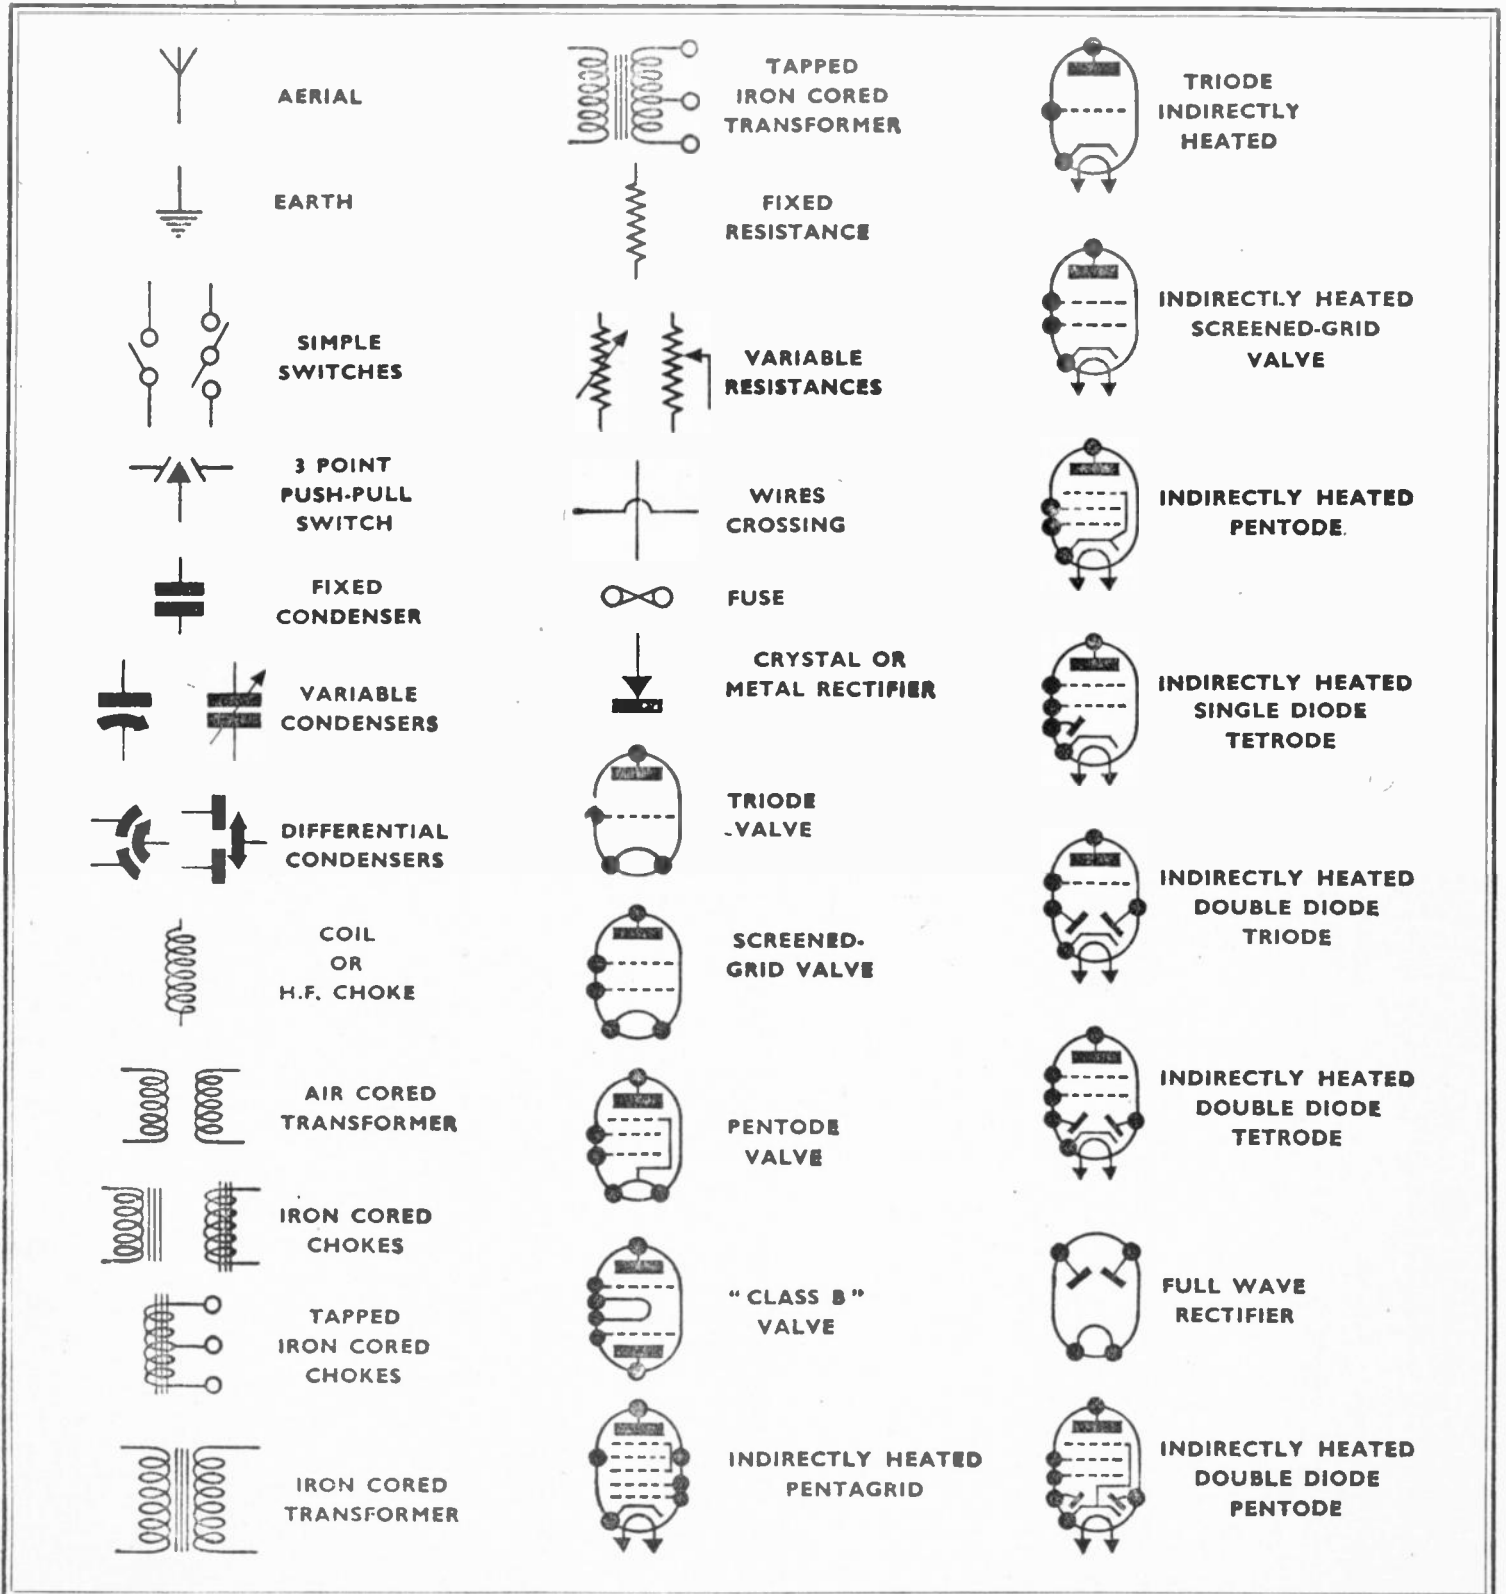 AERIAL
EARTH
SIMPLE
SWITCHES
3 POINT
PUSH-PULL
SWITCH
FIXED
CONDENSER
VARIABLE
CONDENSERS
DIFFERENTIAL
CONDENSERS
COIL
OR
H.F. CHOKE
AIR CORED
TRANSFORMER
IRON CORED
CHOKES
TAPPED
IRON CORED
CHOKES
IRON CORED
TRANSFORMER
TAPPED
IRON CORED
TRANSFORMER
FIXED
RESISTANCE
VARIABLE
RESISTANCES
WIRES
CROSSING
FUSE
CRYSTAL OR
METAL RECTIFIER
TRIODE
VALVE
SCREENED-
GRID VALVE
PENTODE
VALVE
"CLASS B"
VALVE
INDIRECTLY HEATED
PENTAGRID
TRIODE
INDIRECTLY
HEATED
INDIRECTLY HEATED
SCREENED-GRID
VALVE
INDIRECTLY HEATED
PENTODE.
INDIRECTLY HEATED
SINGLE DIODE
TETRODE
INDIRECTLY HEATED
DOUBLE DIODE
TRIODE
INDIRECTLY HEATED
DOUBLE DIODE
TETRODE
FULL WAVE
RECTIFIER
INDIRECTLY HEATED
DOUBLE DIODE
PENTODE